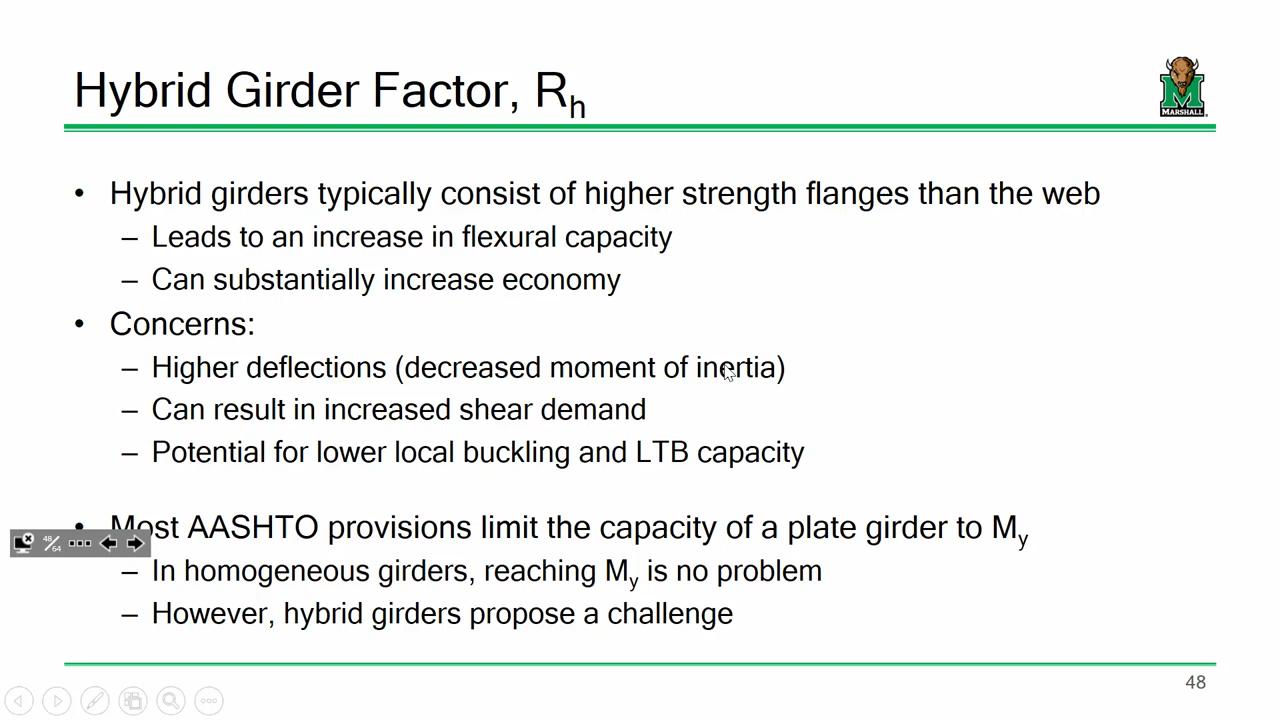 Hybrid Girder Factor, Rh
MARSHALL
• Hybrid girders typically consist of higher strength flanges than the web
– Leads to an increase in flexural capacity
– Can substantially increase economy
• Concerns:
– Higher deflections (decreased moment of inertia)
– Can result in increased shear demand
– Potential for lower local buckling and LTB capacity
• Most AASHTO provisions limit the capacity of a plate girder to My
48/64
– In homogeneous girders, reaching My is no problem
– However, hybrid girders propose a challenge
48